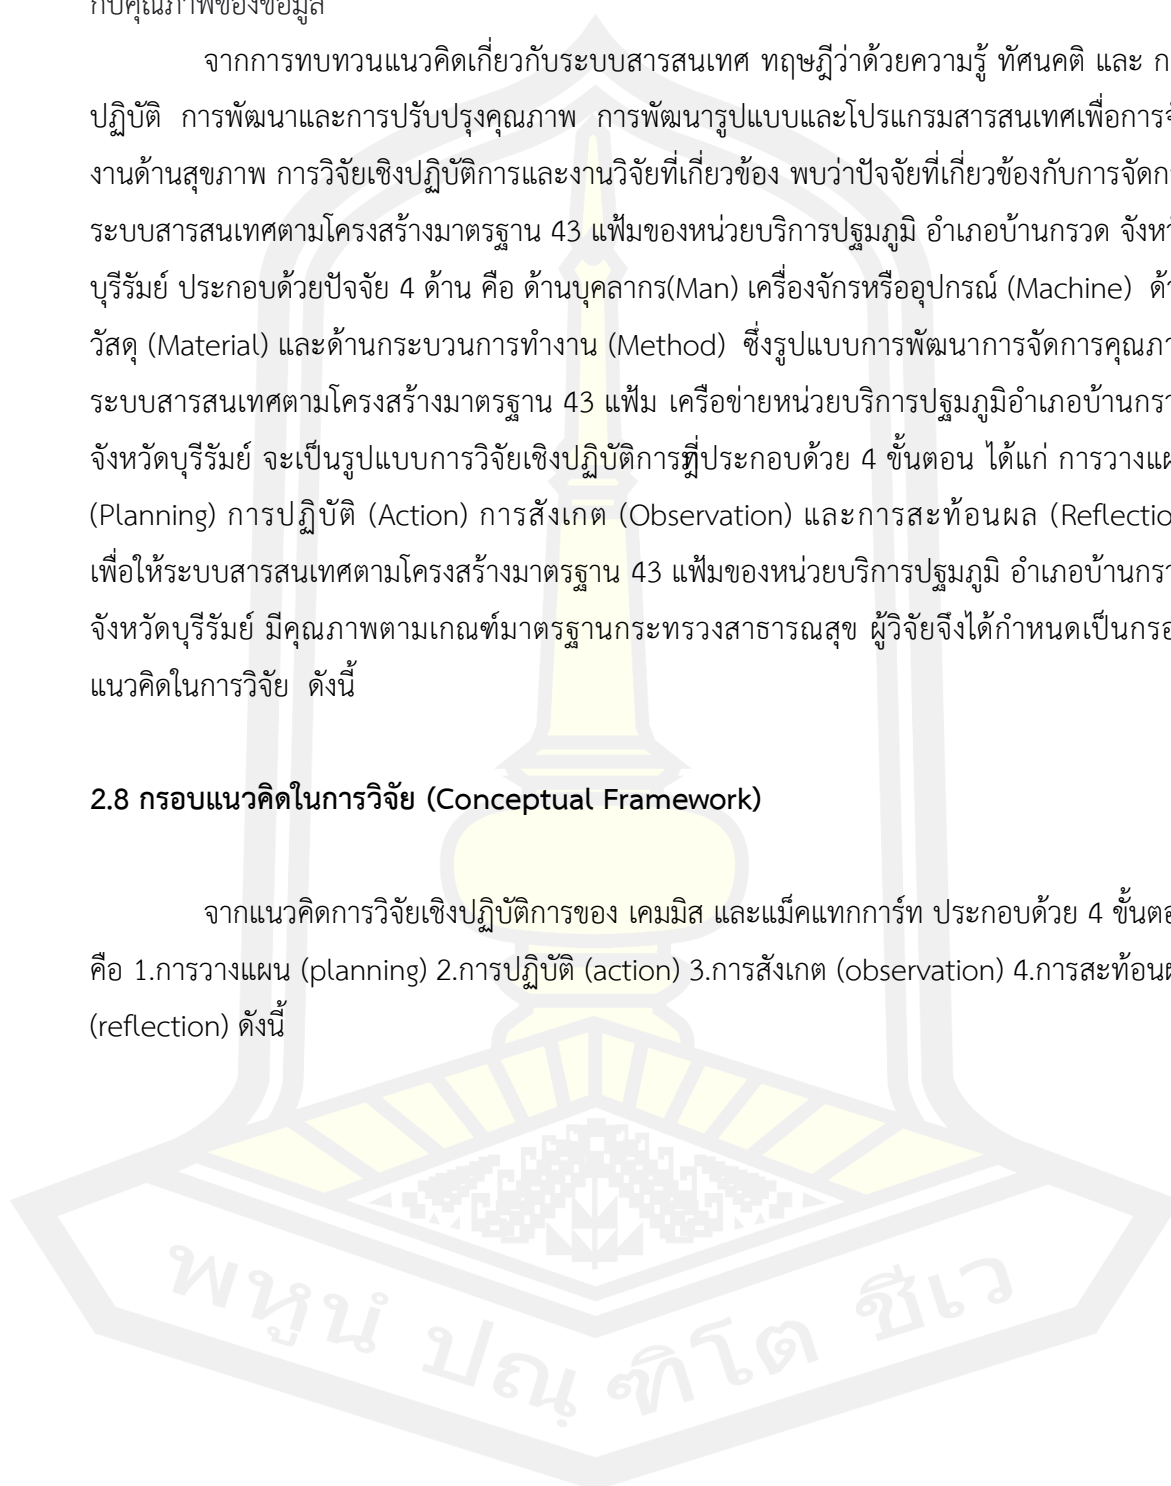 กับคุณภาพของข้อมูล
จากการทบทวนแนวคิดเกี่ยวกับระบบสารสนเทศ ทฤษฎีว่าด้วยความรู้ ทัศนคติ และ
ปฏิบัติ การพัฒนาและการปรับปรุงคุณภาพ การพัฒนารูปแบบและโปรแกรมสารสนเทศเพื่อการ
งานด้านสุขภาพ การวิจัยเชิงปฏิบัติการและงานวิจัยที่เกี่ยวข้อง พบว่าปัจจัยที่เกี่ยวข้องกับการจัดก
ระบบสารสนเทศตามโครงสร้างมาตรฐาน 43 แฟ้มของหน่วยบริการปฐมภูมิ อำเภอบ้านกรวด จังหวั
บุรีรัมย์ ประกอบด้วยปัจจัย 4 ด้าน คือ ด้านบุคลากร(Man) เครื่องจักรหรืออุปกรณ์ (Machine) ด้
วัสดุ (Material) และด้านกระบวนการทำงาน (Method) ซึ่งรูปแบบการพัฒนาการจัดการคุณภา
ระบบสารสนเทศตามโครงสร้างมาตรฐาน 43 แฟ้ม เครือข่ายหน่วยบริการปฐมภูมิอำเภอบ้านกรว
จังหวัดบุรีรัมย์ จะเป็นรูปแบบการวิจัยเชิงปฏิบัติการที่ประกอบด้วย 4 ขั้นตอน ได้แก่ การวางแผ
(Planning) การปฏิบัติ (Action) การสังเกต (Observation) และการสะท้อนผล (Reflectio
เพื่อให้ระบบสารสนเทศตามโครงสร้างมาตรฐาน 43 แฟ้มของหน่วยบริการปฐมภูมิ อำเภอบ้านกรว
จังหวัดบุรีรัมย์ มีคุณภาพตามเกณฑ์มาตรฐานกระทรวงสาธารณสุข ผู้วิจัยจึงได้กำหนดเป็นกรอ
แนวคิดในการวิจัย ดังนี้
2.8 กรอบแนวคิดในการวิจัย (Conceptual Framework)
จากแนวคิดการวิจัยเชิงปฏิบัติการของ เคมมิส และแม็คแทกการ์ท ประกอบด้วย 4 ขั้นตอ
คือ 1.การวางแผน (planning) 2.การปฏิบัติ (action) 3.การสังเกต (observation) 4.การสะท้อนผ
(reflection) ดังนี้
พหูนํ ปณฺฑิโต ชีเว